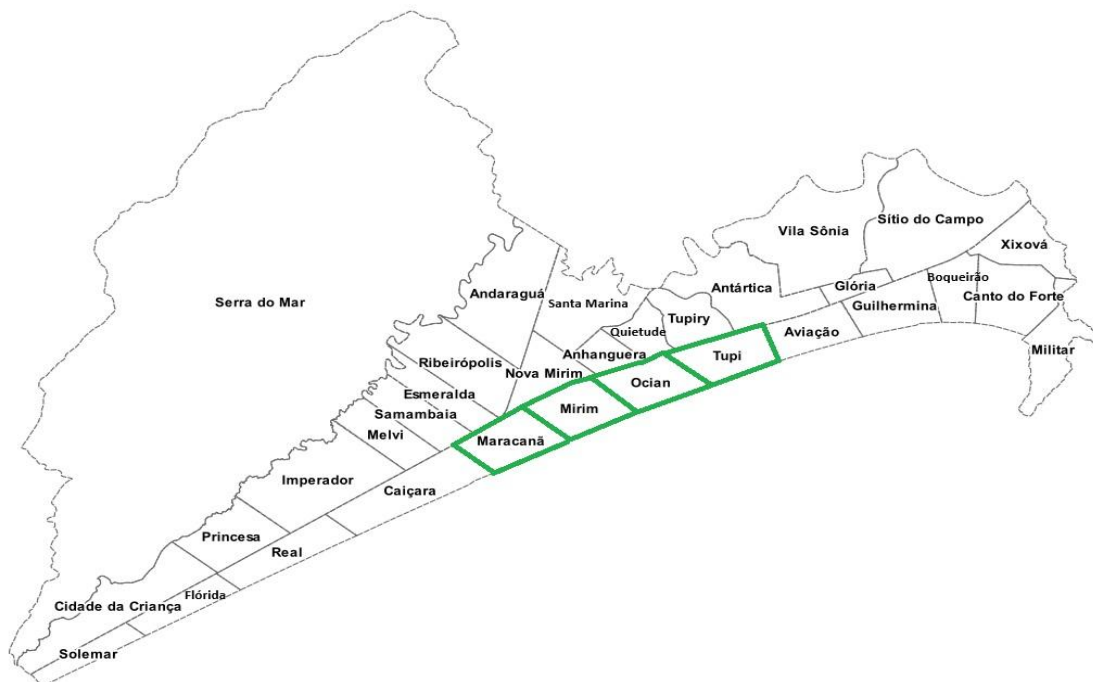 Sítio do Campo
Vila Sônia
Xixová
Boqueirão
Antártica
Glória
Canto do Forte
Andaraguá
Serra do Mar
Santa Marina
Guilhermina
Tupiry
Quietude
Aviação
Militar
Anhanguera
Tupi
Ribeirópolis
Nova Mirim
Ocian
Esmeralda
Mirim
Samambaia
Melvi
Maracanã
Imperador
Caiçara
Princesa
Real
Flórida
Cidade da Criança
Solemar